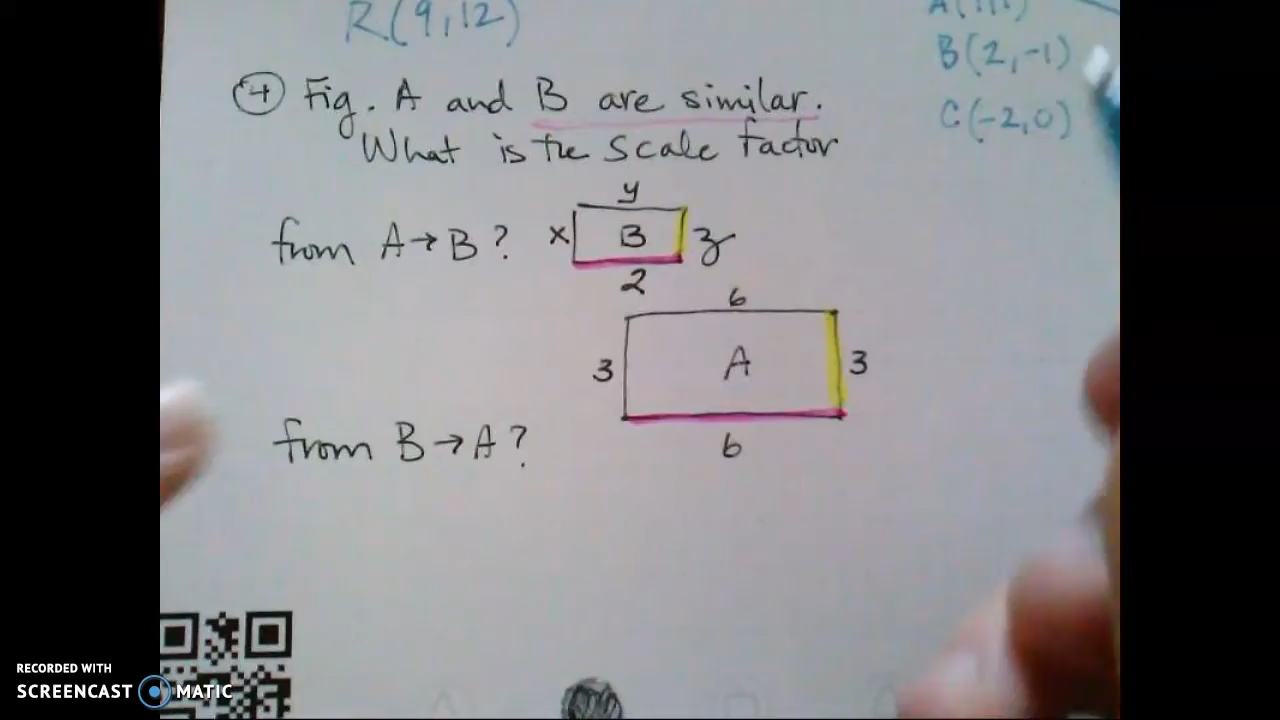 R(9,12)
B(2,-1)
C(-2,0)
④ Fig. A and B are similar.
What is the scale factor
from A→B?
y
x B z
2
6
3 A 3
6
from B→A?
RECORDED WITH
SCREENCAST MATIC